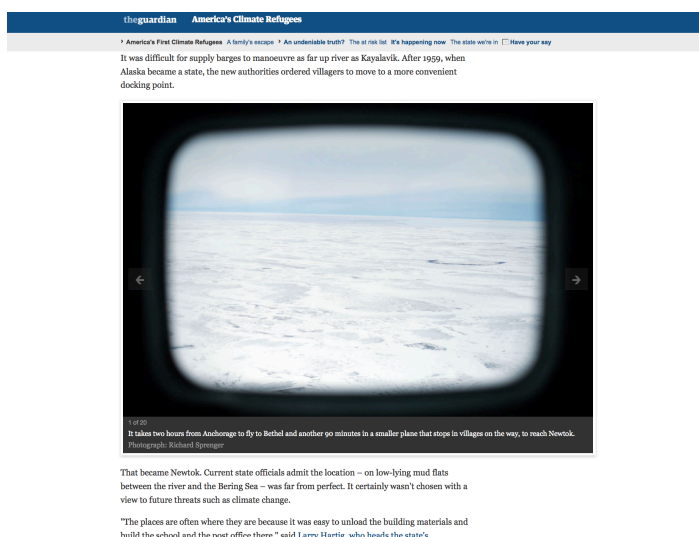 theguardian America's Climate Refugees
America's First Climate Refugees A family's escape An undeniable truth? The at risk list It's happening now The state we're in Have your say
It was difficult for supply barges to manoeuvre as far up river as Kayalavik. After 1959, when
Alaska became a state, the new authorities ordered villagers to move to a more convenient
docking point.
1 of 20
It takes two hours from Anchorage to fly to Bethel and another 90 minutes in a smaller plane that stops in villages on the way, to reach Newtok.
Photograph: Richard Sprenger
That became Newtok. Current state officials admit the location – on low-lying mud flats
between the river and the Bering Sea – was far from perfect. It certainly wasn't chosen with a
view to future threats such as climate change.
"The places are often where they are because it was easy to unload the building materials and
build the school and the post office there," said Larry Hartig, who heads the state's